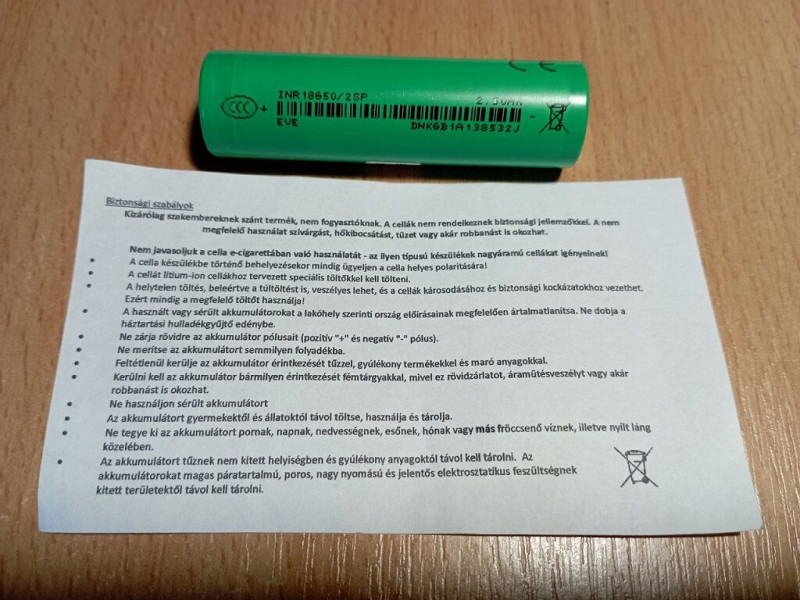 INR18650/25P
CCC + -
EVE DNK6B1A138532J
CE
Biztonsági szabályok
Kizárólag szakembereknek szánt termék, nem fogyasztóknak. A cellák nem rendelkeznek biztonsági jellemzőkkel. A nem
megfelelő használat szivárgást, hőkibocsátást, tüzet vagy akár robbanást is okozhat.
Nem javasoljuk a cella e-cigarettában való használatát - az ilyen típusú készülékek nagyáramú cellákat igényelnek!
• A cella készülékbe történő behelyezésekor mindig ügyeljen a cella helyes polaritására!
• A cellát lítium-ion cellákhoz tervezett speciális töltőkkel kell tölteni.
• A helytelen töltés, beleértve a túltöltést is, veszélyes lehet, és a cellák károsodásához és biztonsági kockázatokhoz vezethet.
Ezért mindig a megfelelő töltőt használja!
• A használt vagy sérült akkumulátorokat a lakóhely szerinti ország előírásainak megfelelően ártalmatlanítsa. Ne dobja a
háztartási hulladékgyűjtő edénybe.
• Ne zárja rövidre az akkumulátor pólusait (pozitív "+" és negatív "-" pólus).
• Ne merítse az akkumulátort semmilyen folyadékba.
• Feltétlenül kerülje az akkumulátor érintkezését tűzzel, gyúlékony termékekkel és maró anyagokkal.
• Kerülni kell az akkumulátor bármilyen érintkezését fémtárgyakkal, mivel ez rövidzárlatot, áramütésveszélyt vagy akár
robbanást is okozhat.
• Ne használjon sérült akkumulátort
• Az akkumulátort gyermekektől és állatoktól távol töltse, használja és tárolja.
• Ne tegye ki az akkumulátort pornak, napnak, nedvességnek, esőnek, hónak vagy más fröccsenő víznek, illetve nyílt láng
közelében.
• Az akkumulátort tűznek nem kitett helyiségben és gyúlékony anyagoktól távol kell tárolni. Az
akkumulátorokat magas páratartalmú, poros, nagy nyomású és jelentős elektrosztatikus feszültségnek
kitett területektől távol kell tárolni.